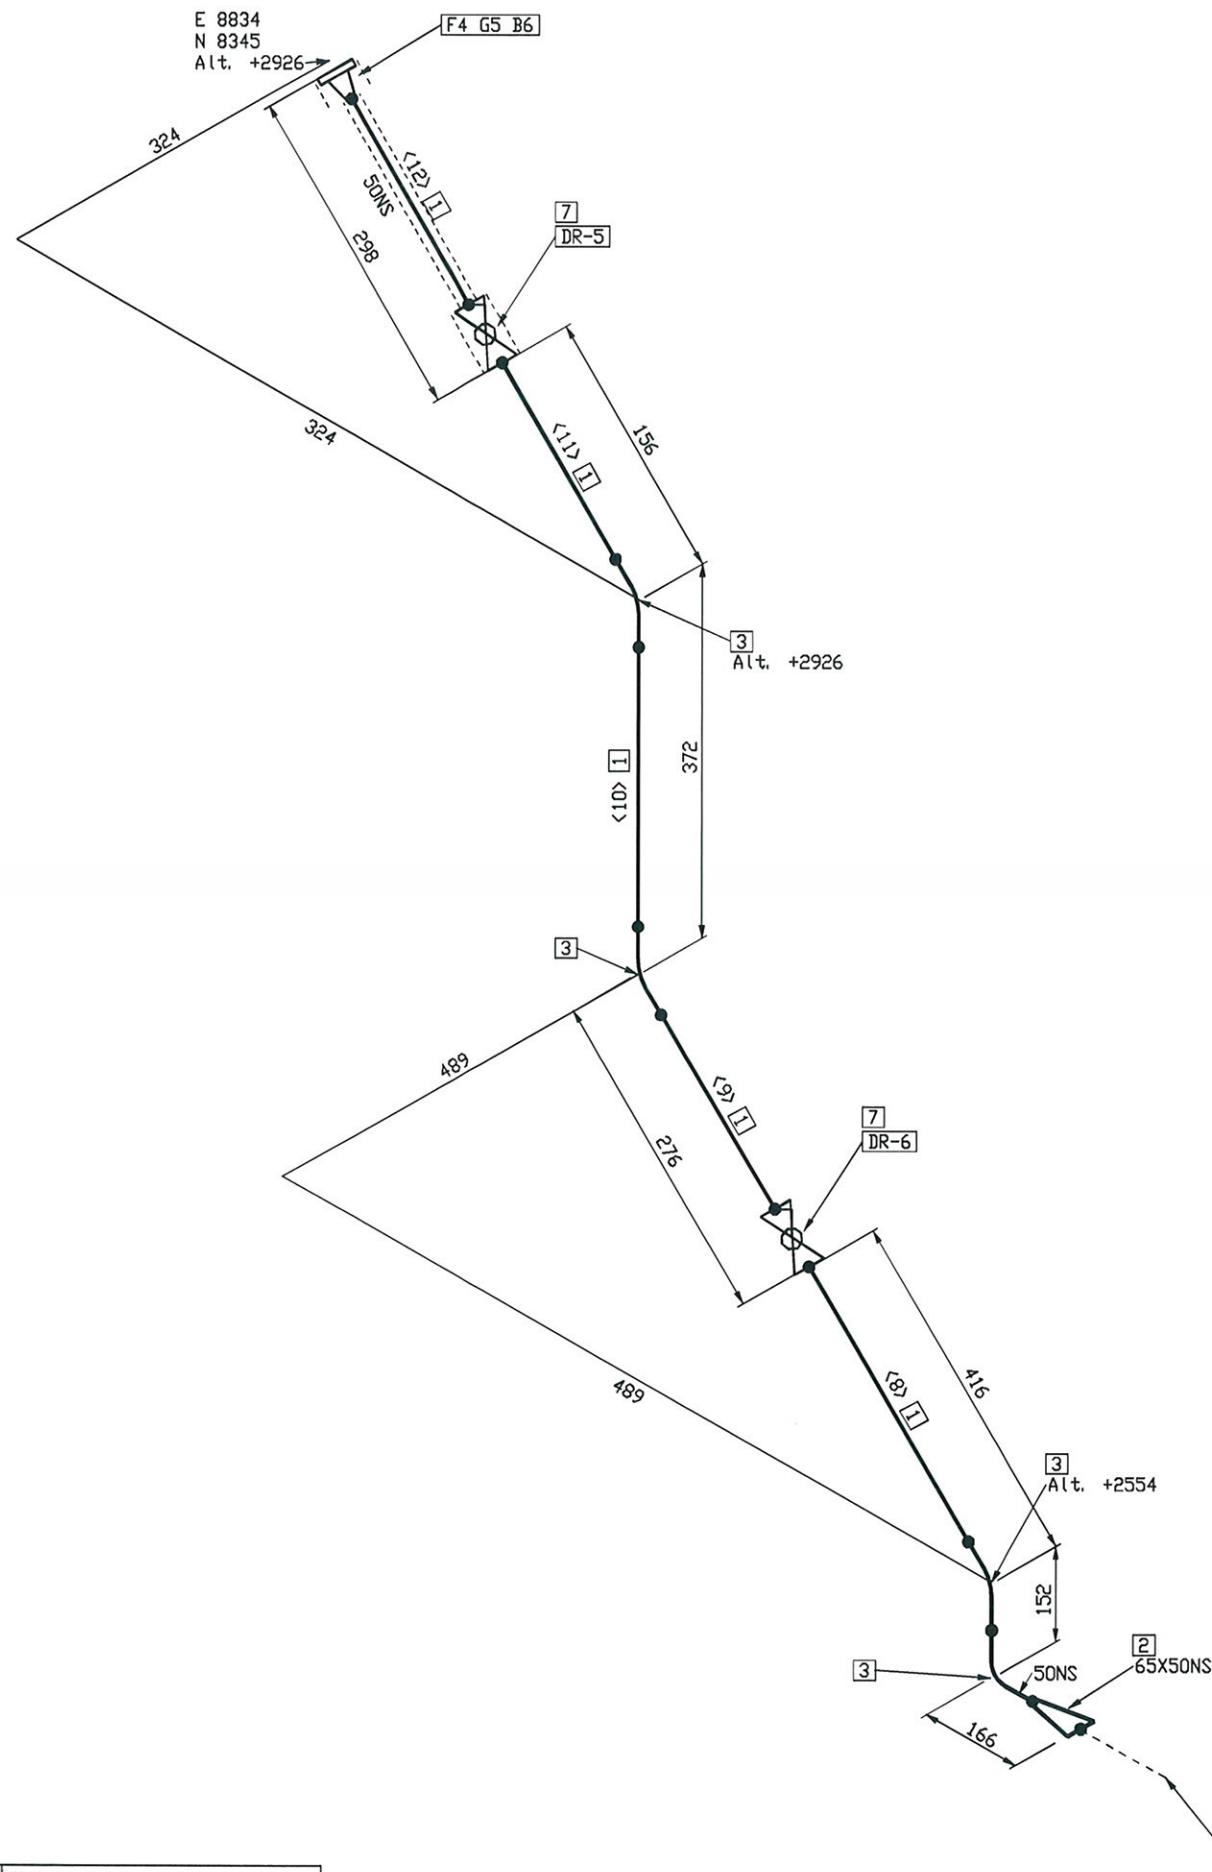 E 8834
N 8345
Alt. +2926
F4 G5 B6
324
<12> 1
50NS
298
7
DR-5
324
<11> 1
156
3
Alt. +2926
<10> 1
372
3
489
<9> 1
276
7
DR-6
489
<8> 1
416
3
Alt. +2554
152
3
50NS
2
65X50NS
166